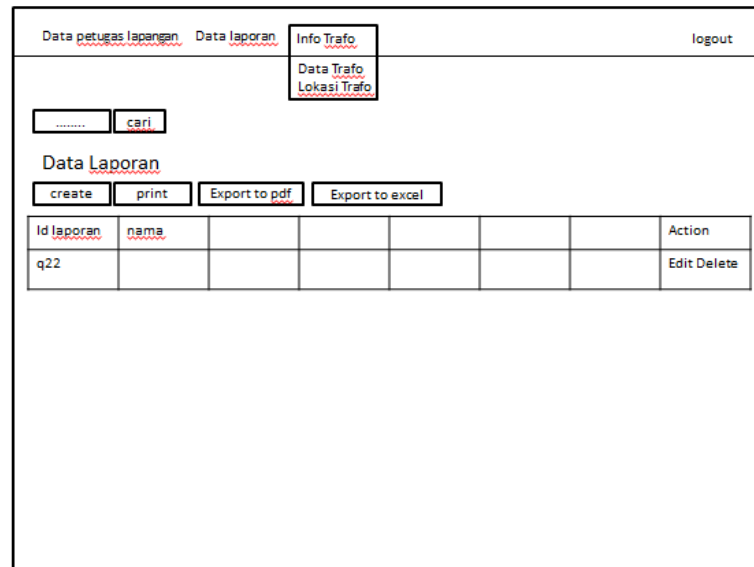 Data petugas lapangan Data laporan Info Trafo logout
Data Trafo
Lokasi Trafo
........ cari
Data Laporan
create print Export to pdf Export to excel
Id laporan nama Action
q22 Edit Delete